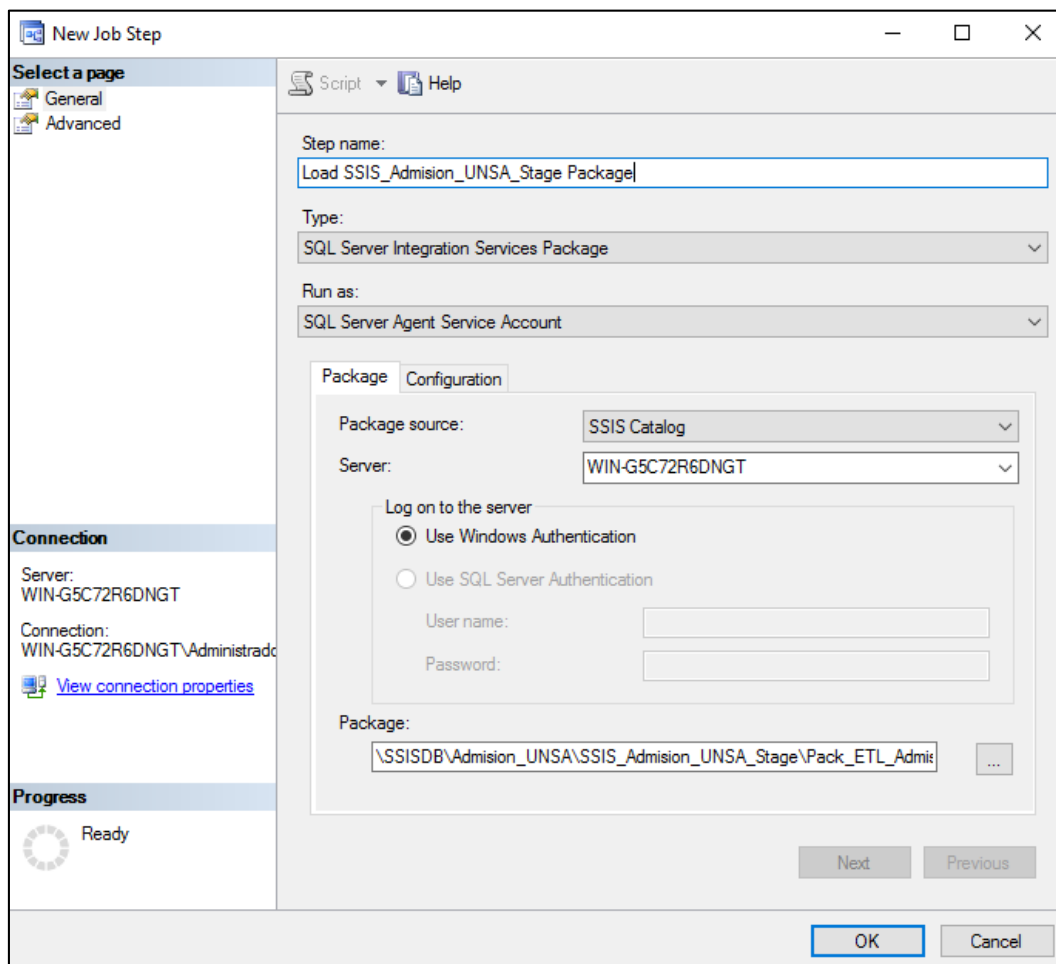 New Job Step
Select a page
General
Advanced
Script
Help
Step name:
Load SSIS_Admision_UNSA_Stage Package
Type:
SQL Server Integration Services Package
Run as:
SQL Server Agent Service Account
Package
Configuration
Package source:
SSIS Catalog
Server:
WIN-G5C72R6DNGT
Log on to the server
Use Windows Authentication
Use SQL Server Authentication
User name:
Password:
Package:
\SSISDB\Admision_UNSA\SSIS_Admision_UNSA_Stage\Pack_ETL_Admis
...
Connection
Server:
WIN-G5C72R6DNGT
Connection:
WIN-G5C72R6DNGT\Administrado
View connection properties
Progress
Ready
Next
Previous
OK
Cancel